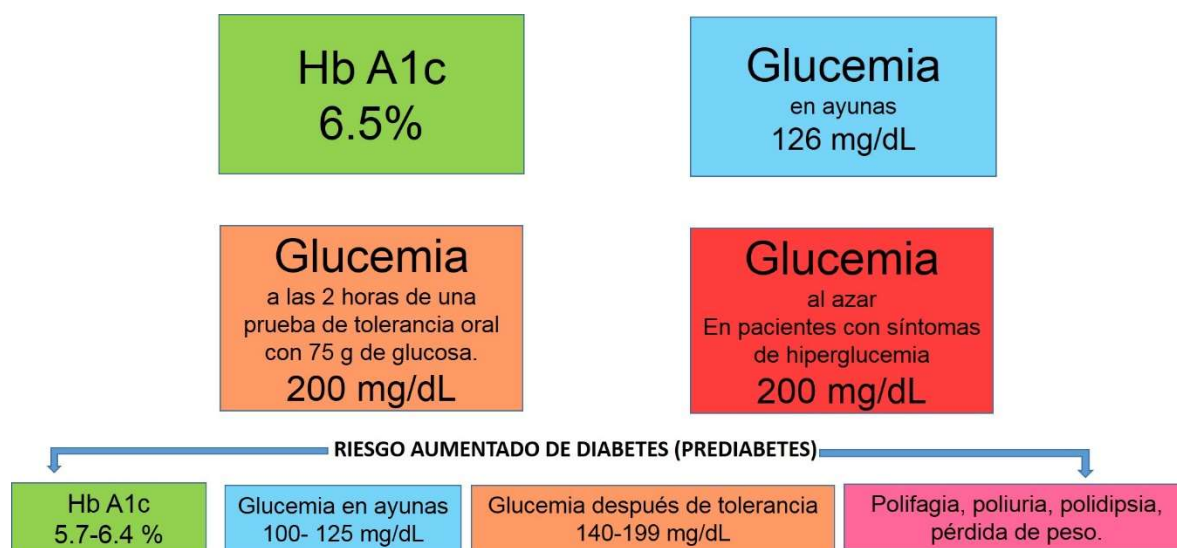 Hb A1c
6.5%
Glucemia
en ayunas
126 mg/dL
Glucemia
a las 2 horas de una
prueba de tolerancia oral
con 75 g de glucosa.
200 mg/dL
Glucemia
al azar
En pacientes con síntomas
de hiperglucemia
200 mg/dL
RIESGO AUMENTADO DE DIABETES (PREDIABETES)
Hb A1c
5.7-6.4 %
Glucemia en ayunas
100- 125 mg/dL
Glucemia después de tolerancia
140-199 mg/dL
Polifagia, poliuria, polidipsia,
pérdida de peso.